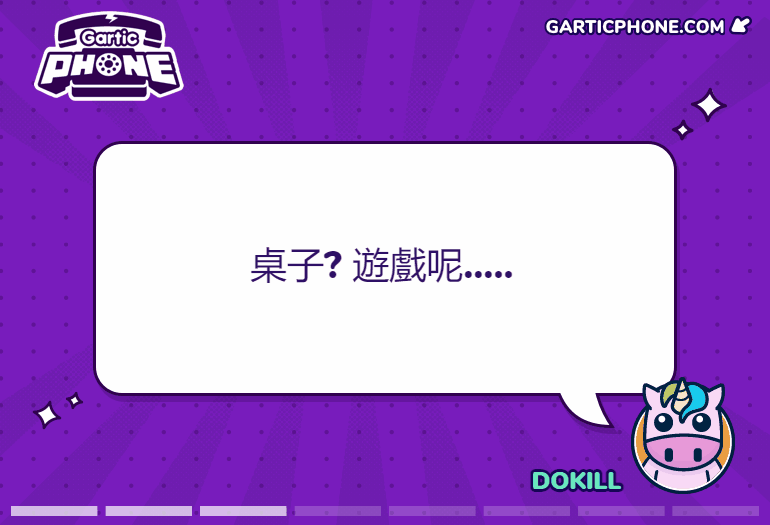 Gartic
PHONE
GARTICPHONE.COM
桌子? 遊戲呢.....
DOKILL